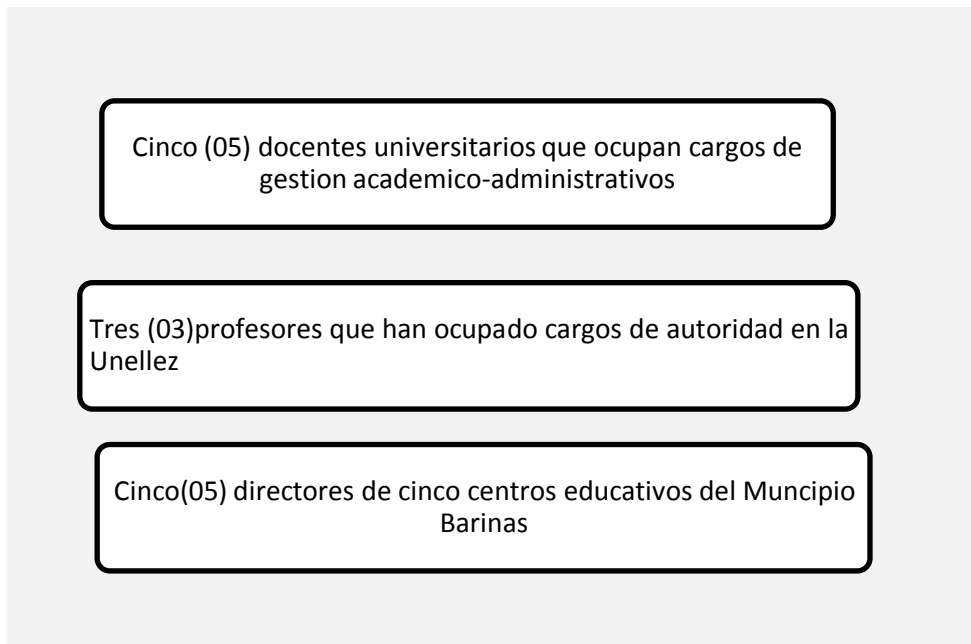 Cinco (05) docentes universitarios que ocupan cargos de
gestion academico-administrativos
Tres (03)profesores que han ocupado cargos de autoridad en la
Unellez
Cinco(05) directores de cinco centros educativos del Muncipio
Barinas